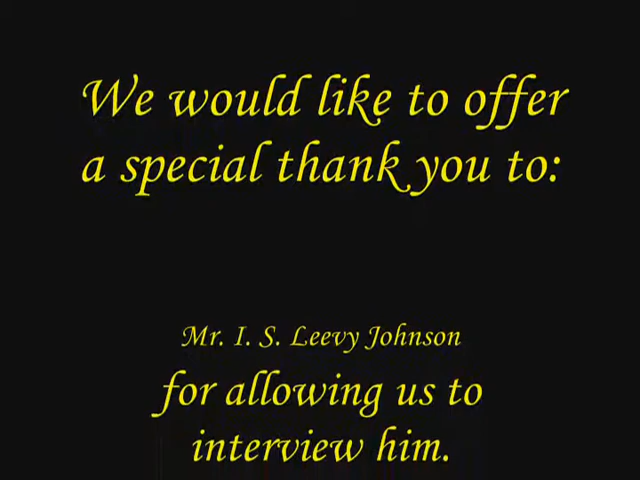 We would like to offer
a special thank you to:
Mr. I. S. Leevy Johnson
for allowing us to
interview him.